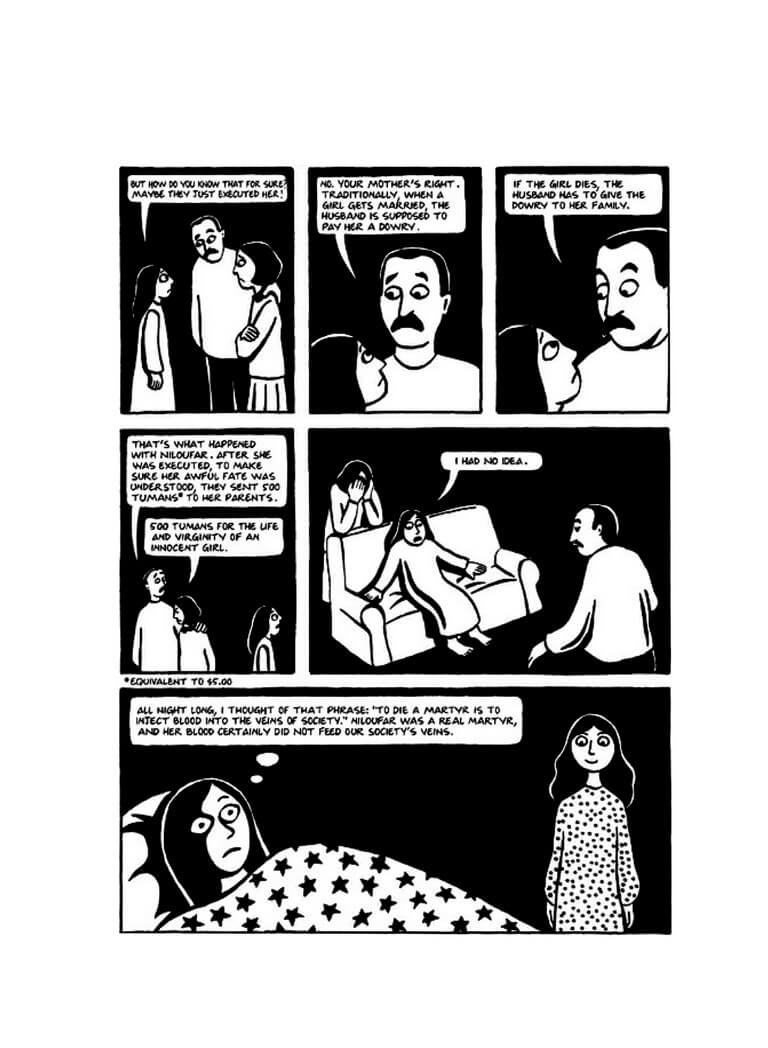 BUT HOW DO YOU KNOW THAT FOR SURE?
MAYBE THEY JUST EXECUTED HER!
NO. YOUR MOTHER'S RIGHT.
TRADITIONALLY, WHEN A
GIRL GETS MARRIED, THE
HUSBAND IS SUPPOSED TO
PAY HER A DOWRY.
IF THE GIRL DIES, THE
HUSBAND HAS TO GIVE THE
DOWRY TO HER FAMILY.
THAT'S WHAT HAPPENED
WITH NILOUFAR. AFTER SHE
WAS EXECUTED, TO MAKE
SURE HER AWFUL FATE WAS
UNDERSTOOD, THEY SENT 500
TUMANS* TO HER PARENTS.
500 TUMANS FOR THE LIFE
AND VIRGINITY OF AN
INNOCENT GIRL.
I HAD NO IDEA.
*EQUIVALENT TO $5.00
ALL NIGHT LONG, I THOUGHT OF THAT PHRASE: "TO DIE A MARTYR IS TO
INJECT BLOOD INTO THE VEINS OF SOCIETY." NILOUFAR WAS A REAL MARTYR,
AND HER BLOOD CERTAINLY DID NOT FEED OUR SOCIETY'S VEINS.